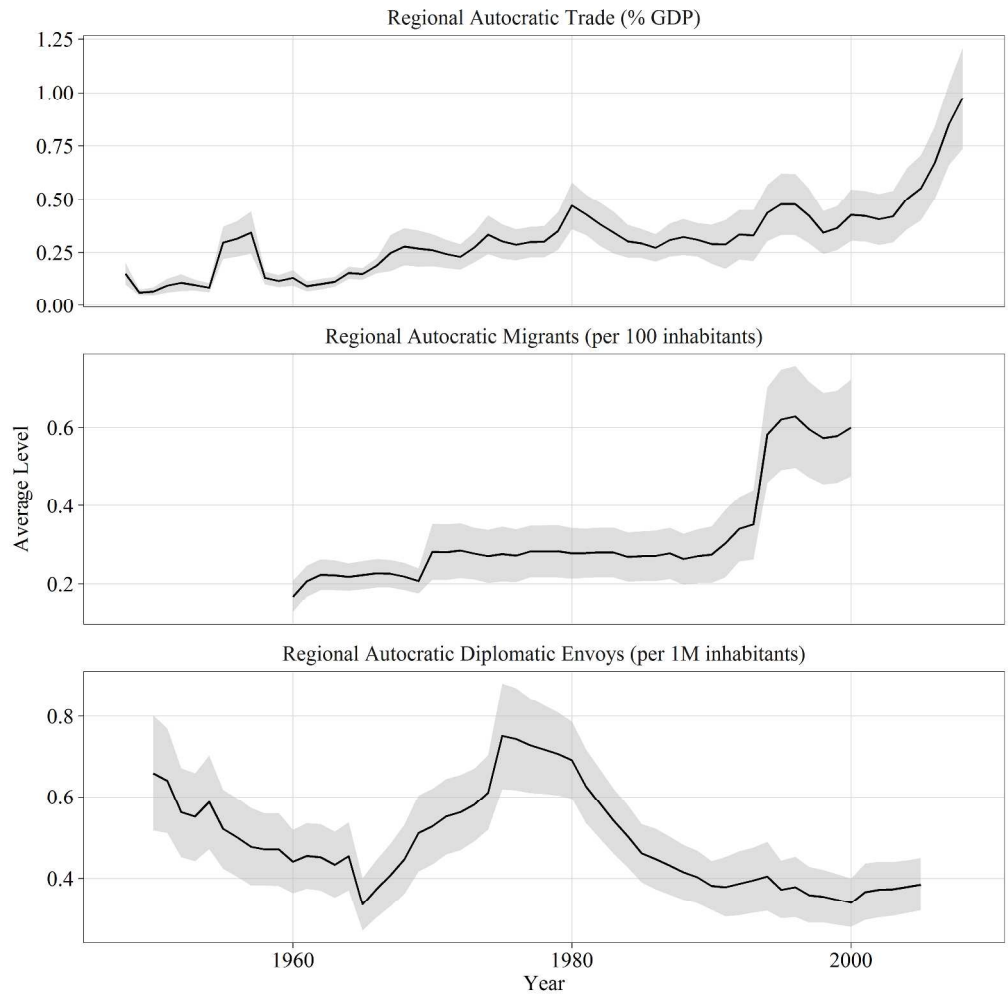 Regional Autocratic Trade (% GDP)
1.25
1.00
0.75
0.50
0.25
0.00
Regional Autocratic Migrants (per 100 inhabitants)
Average Level
0.6
0.4
0.2
Regional Autocratic Diplomatic Envoys (per 1M inhabitants)
0.8
0.6
0.4
1960 1980 2000
Year